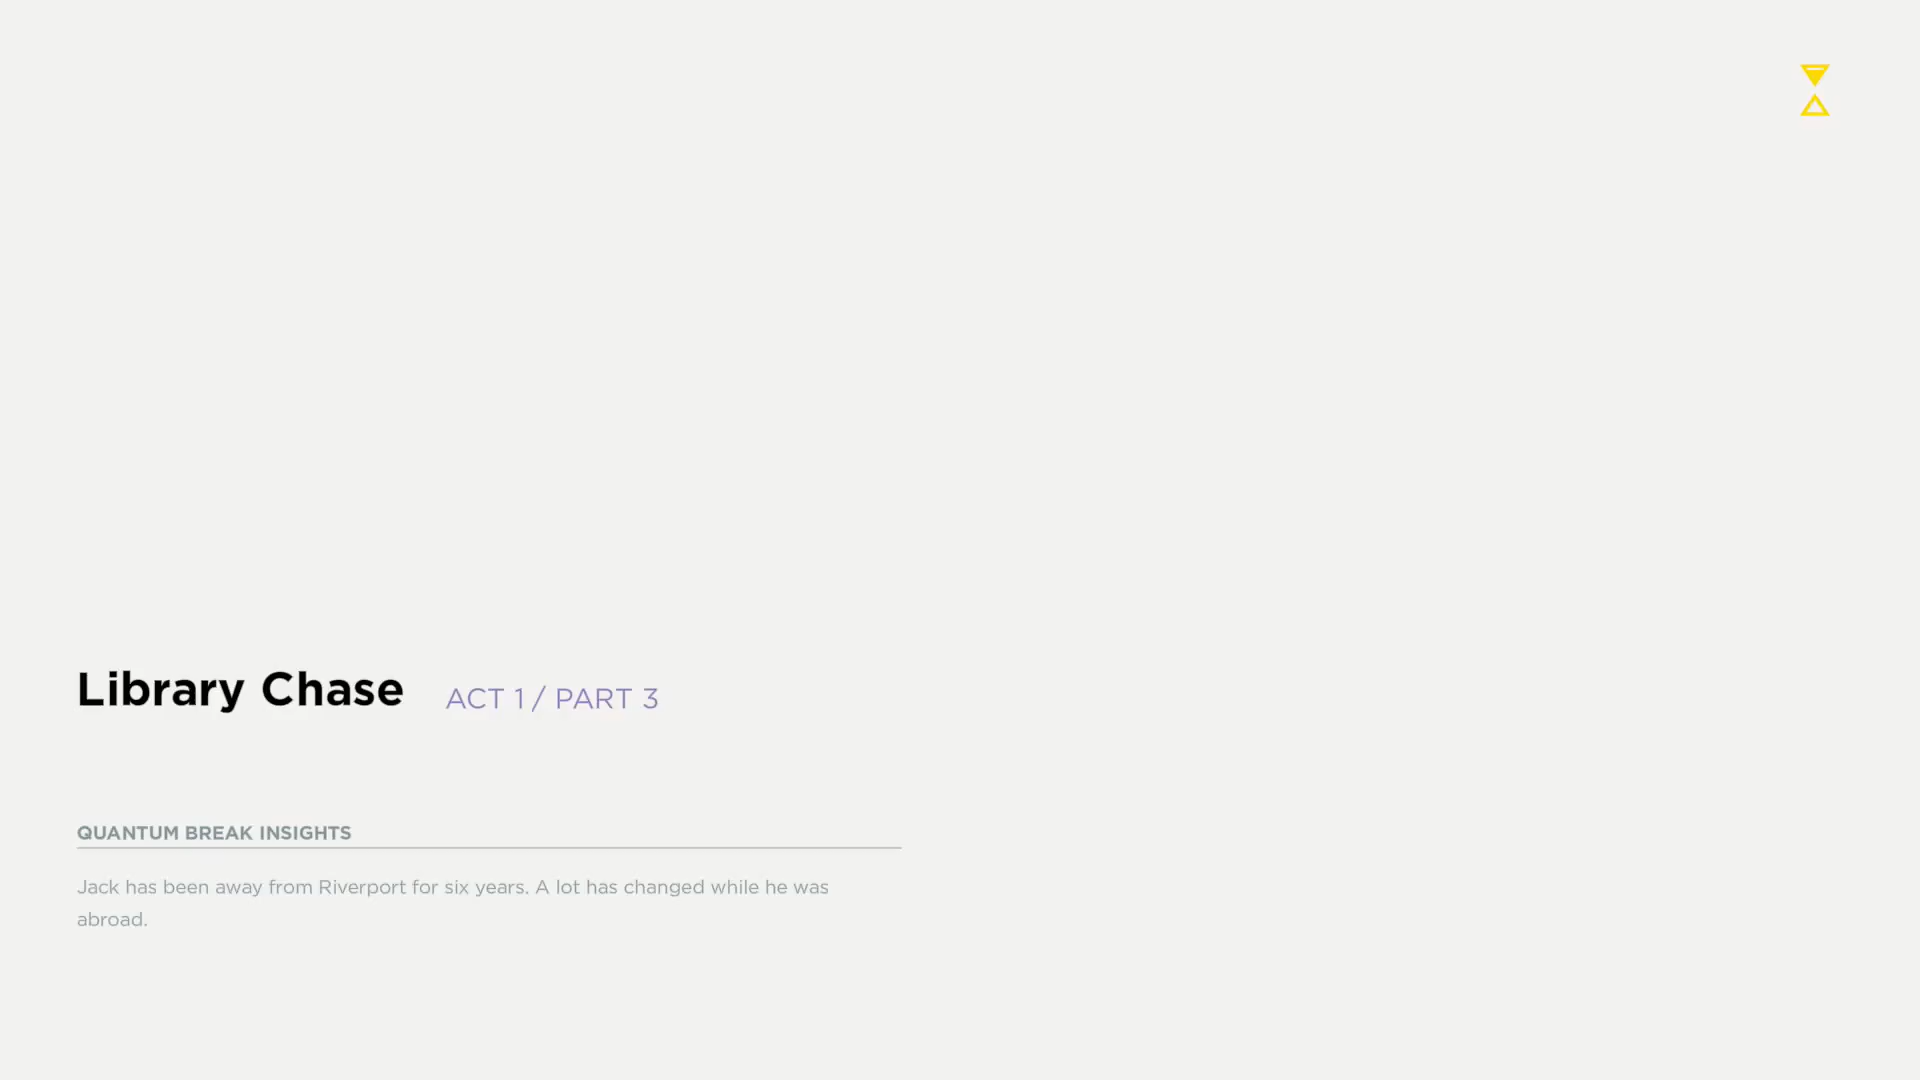 Library Chase ACT 1 / PART 3
QUANTUM BREAK INSIGHTS
Jack has been away from Riverport for six years. A lot has changed while he was
abroad.